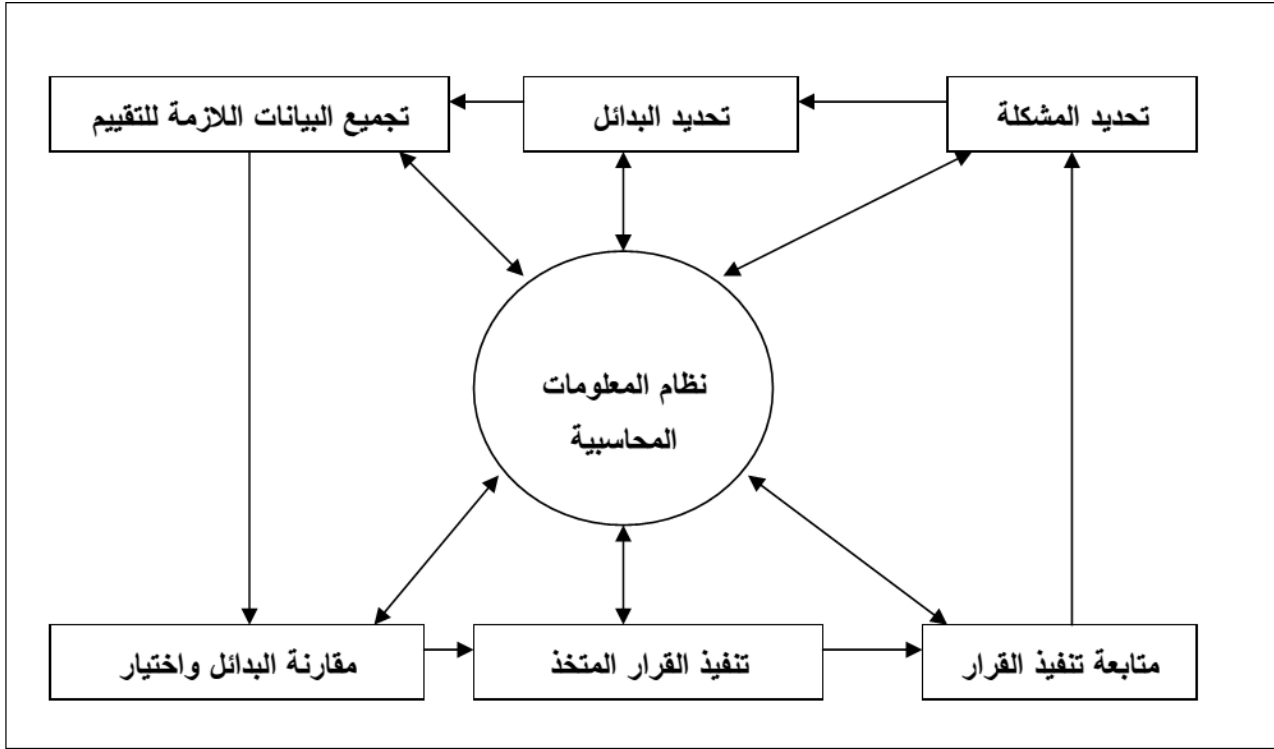 تحديد المشكلة
تحديد البدائل
تجميع البيانات اللازمة للتقييم
نظام المعلومات
المحاسبية
متابعة تنفيذ القرار
تنفيذ القرار المتخذ
مقارنة البدائل واختيار